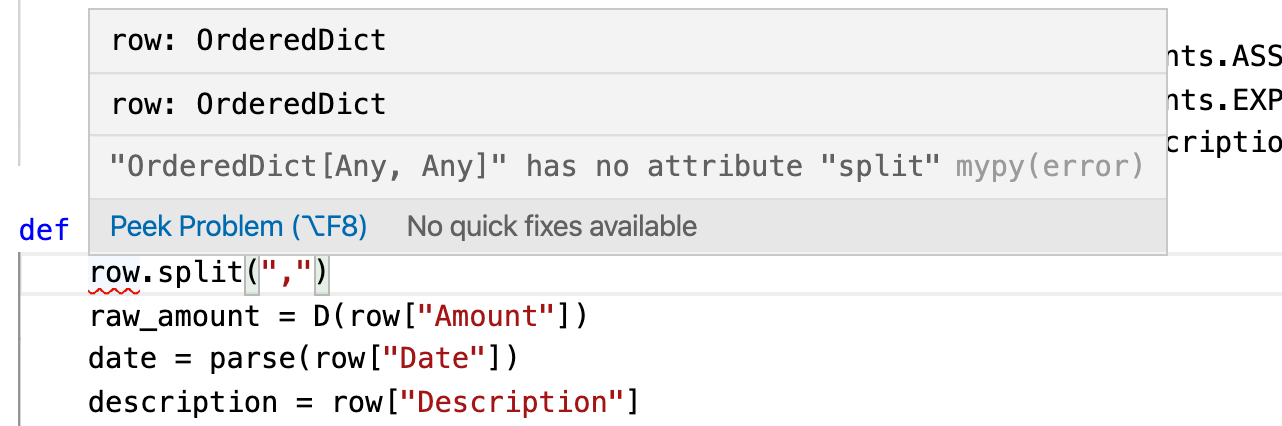 row: OrderedDict
nts.ASS
row: OrderedDict
nts.EXP
"OrderedDict[Any, Any]" has no attribute "split" mypy(error)
criptio
def
Peek Problem (⌥F8) No quick fixes available
row.split(",")
raw_amount = D(row["Amount"])
date = parse(row["Date"])
description = row["Description"]